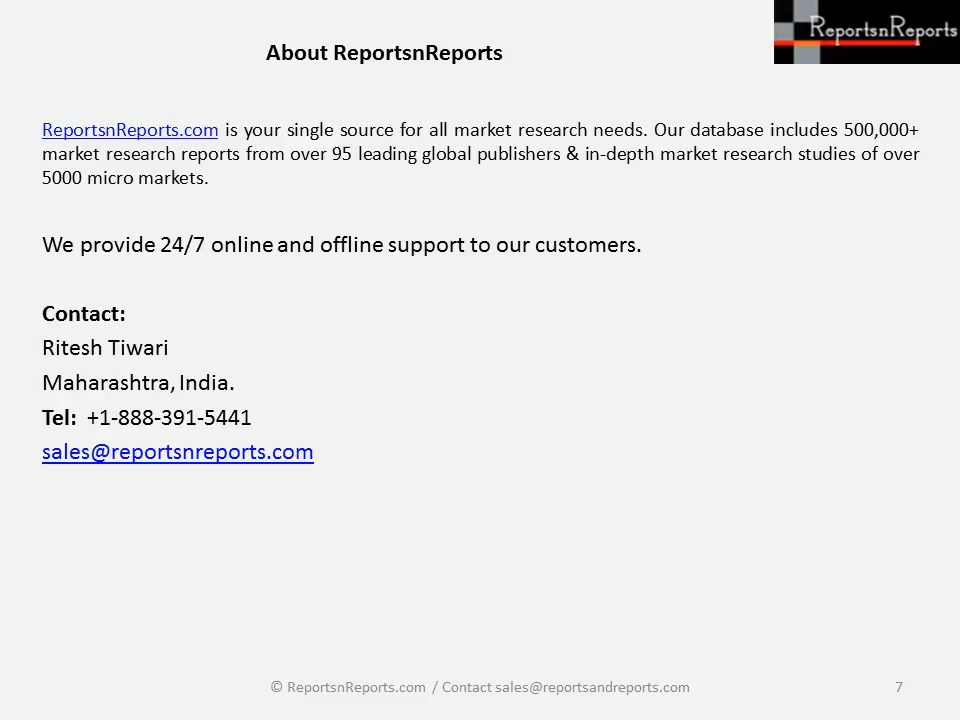 ReportsnReports
About ReportsnReports
ReportsnReports.com is your single source for all market research needs. Our database includes 500,000+
market research reports from over 95 leading global publishers & in-depth market research studies of over
5000 micro markets.
We provide 24/7 online and offline support to our customers.
Contact:
Ritesh Tiwari
Maharashtra, India.
Tel: +1-888-391-5441
sales@reportsnreports.com
© ReportsnReports.com / Contact sales@reportsandreports.com
7